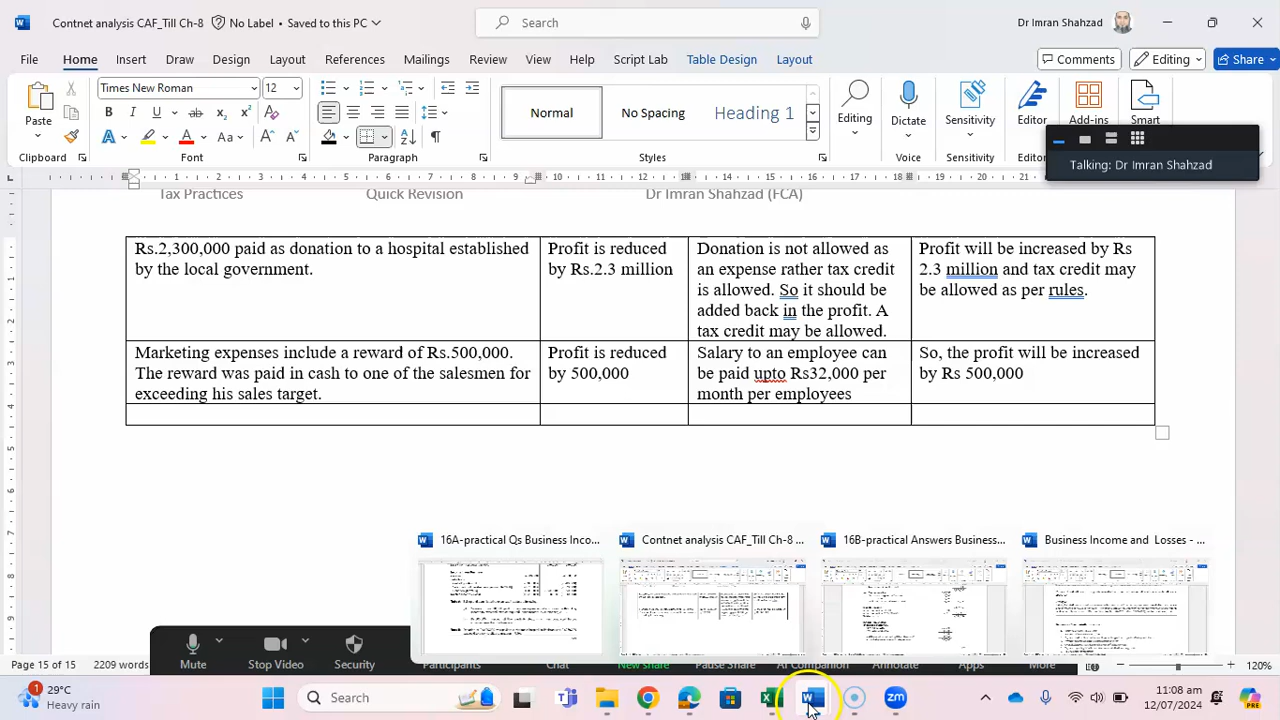 Contnet analysis CAF_Till Ch-8
No Label
Saved to this PC
Search
Dr Imran Shahzad
File
Home
Insert
Draw
Design
Layout
References
Mailings
Review
View
Help
Script Lab
Table Design
Layout
Comments
Editing
Share
Paste
Times New Roman
12
Normal
No Spacing
Heading 1
Editing
Dictate
Sensitivity
Editor
Add-ins
Smart
Clipboard
Font
Paragraph
Styles
Voice
Sensitivity
Talking: Dr Imran Shahzad
Tax Practices
Quick Revision
Dr Imran Shahzad (FCA)
Rs.2,300,000 paid as donation to a hospital established
by the local government.
Profit is reduced
by Rs.2.3 million
Donation is not allowed as
an expense rather tax credit
is allowed. So it should be
added back in the profit. A
tax credit may be allowed.
Profit will be increased by Rs
2.3 million and tax credit may
be allowed as per rules.
Marketing expenses include a reward of Rs.500,000.
The reward was paid in cash to one of the salesmen for
exceeding his sales target.
Profit is reduced
by 500,000
Salary to an employee can
be paid upto Rs32,000 per
month per employees
So, the profit will be increased
by Rs 500,000
16A-practical Qs Business Inco...
Contnet analysis CAF_Till Ch-8 ...
16B-practical Answers Business...
Business Income and Losses - ...
Mute
Stop Video
Security
Participants
Chat
New Share
Pause Share
AI Companion
Annotate
Apps
More
Page 15 of 15
2209 words
120%
1
29°C
Heavy rain
Search
11:08 am
12/07/2024